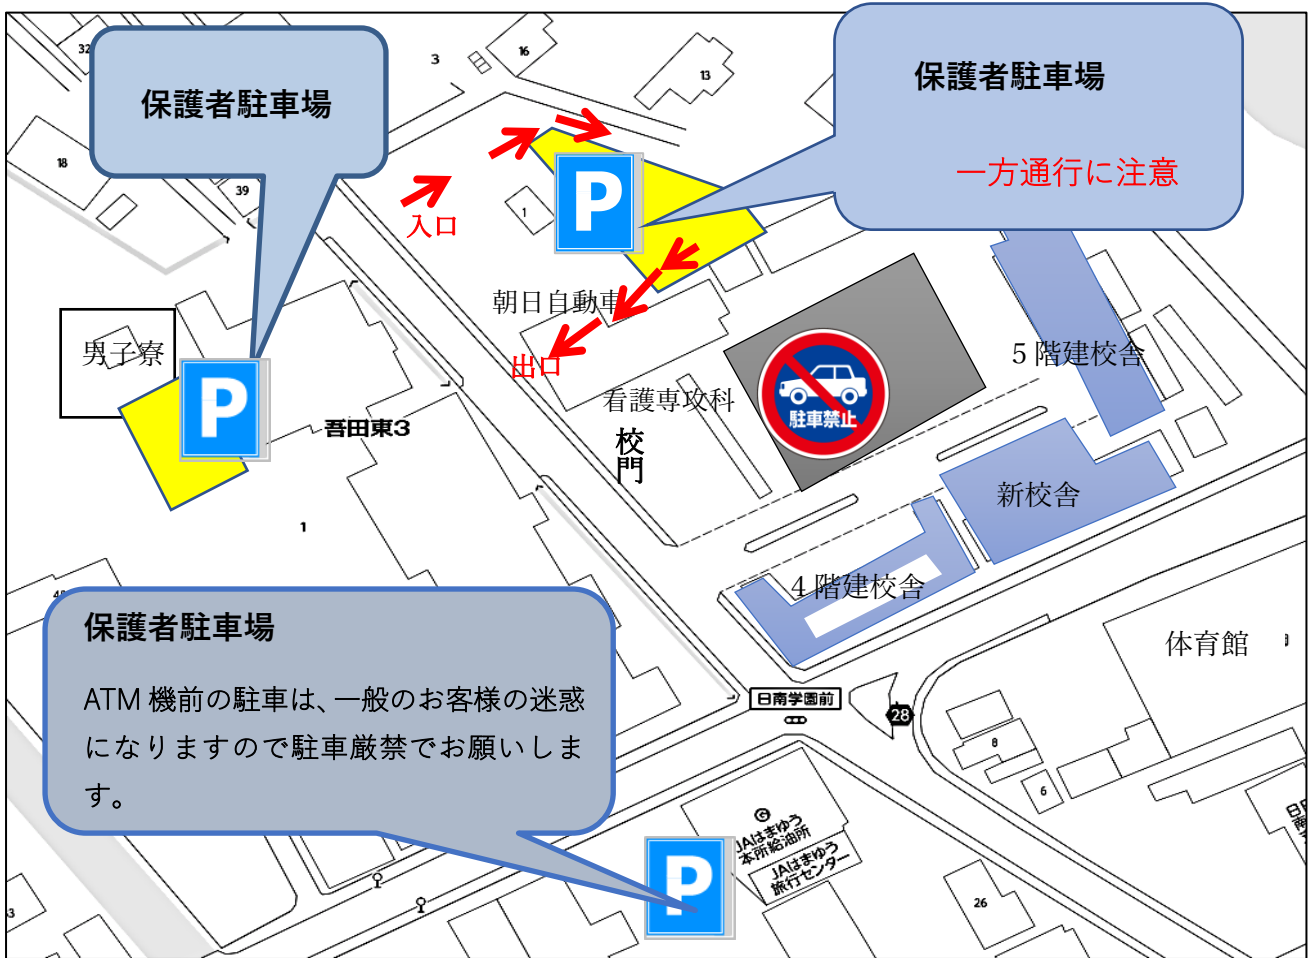 32
保護者駐車場
3
16
13
保護者駐車場
一方通行に注意
18
39
1
入口
朝日自動車
出口
男子寮
看護専攻科
校門
駐車禁止
5階建校舎
吾田東3
P
P
新校舎
1
4階建校舎
体育館
保護者駐車場
ATM 機前の駐車は、一般のお客様の迷惑
になりますので駐車厳禁でお願いしま
す。
日南学園前
28
8
6
G
JAはまゆう
本所給油所
JAはまゆう
旅行センター
P
26